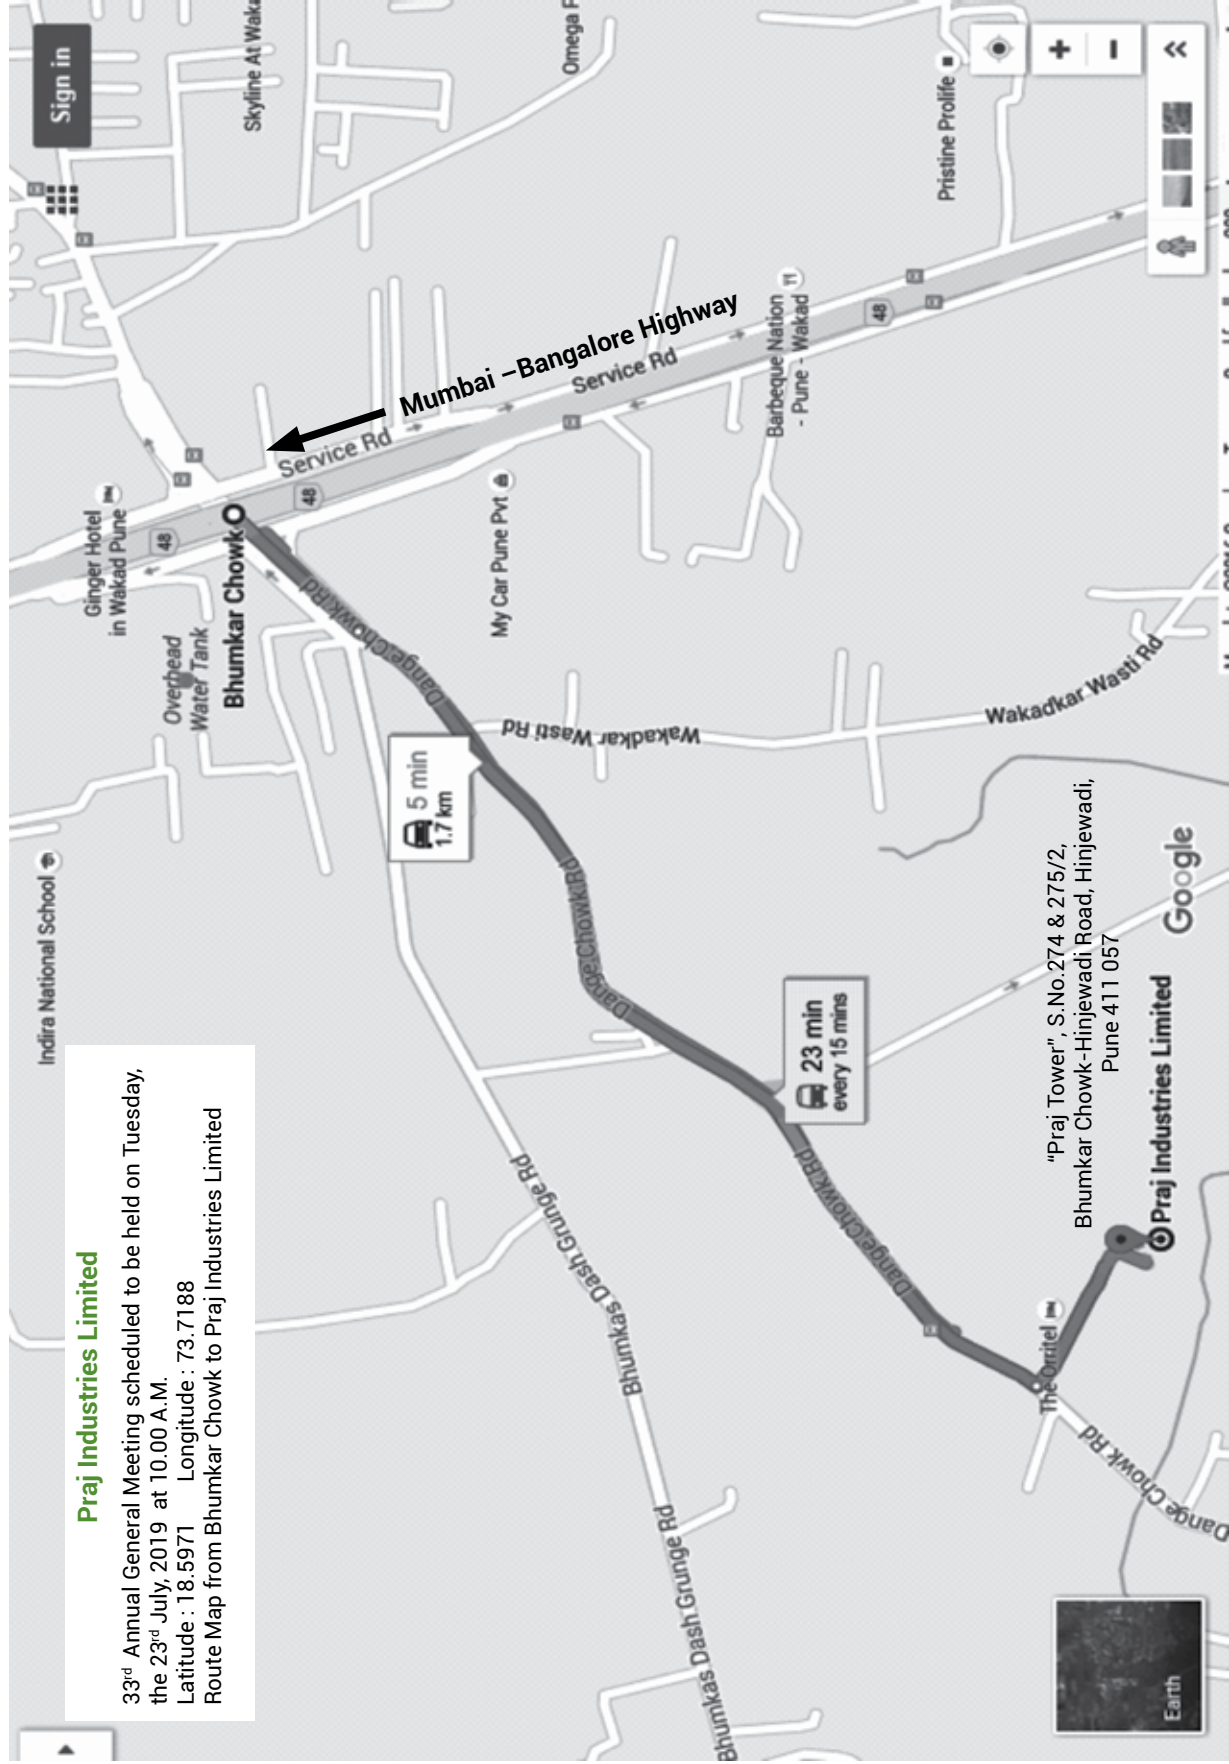 Praj Industries Limited
33rd Annual General Meeting scheduled to be held on Tuesday,
the 23rd July, 2019 at 10.00 A.M.
Latitude : 18.5971 Longitude : 73.7188
Route Map from Bhumkar Chowk to Praj Industries Limited
Sign in
Skyline At Waka
Omega F
Pristine Prolife
Indira National School
Ginger Hotel
in Wakad Pune
48
Overhead
Water Tank
Bhumkar Chowk
48
Service Rd
Mumbai –Bangalore Highway
Service Rd
My Car Pune Pvt
Barbeque Nation
- Pune - Wakad
48
Dange Chowk Rd
Dange Chowk Rd
5 min
1.7 km
Wakadkar Wasti Rd
Wakadkar Wasti Rd
Dange Chowk Rd
Dange Chowk Rd
23 min
every 15 mins
Bhumkas Dash Grunge Rd
Bhumkas Dash Grunge Rd
Dange Chowk Rd
The Orritel
Dange Chowk Rd
"Praj Tower", S.No.274 & 275/2,
Bhumkar Chowk-Hinjewadi Road, Hinjewadi,
Pune 411 057
Praj Industries Limited
Google
Earth